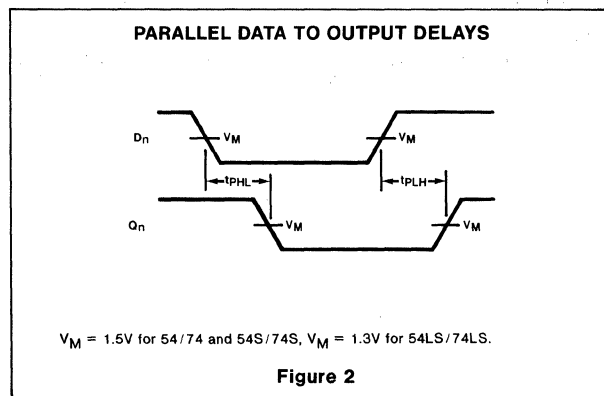 PARALLEL DATA TO OUTPUT DELAYS
Dn
VM
VM
tPHL
tPLH
Qn
VM
VM
VM = 1.5V for 54/74 and 54S/74S, VM = 1.3V for 54LS/74LS.
Figure 2